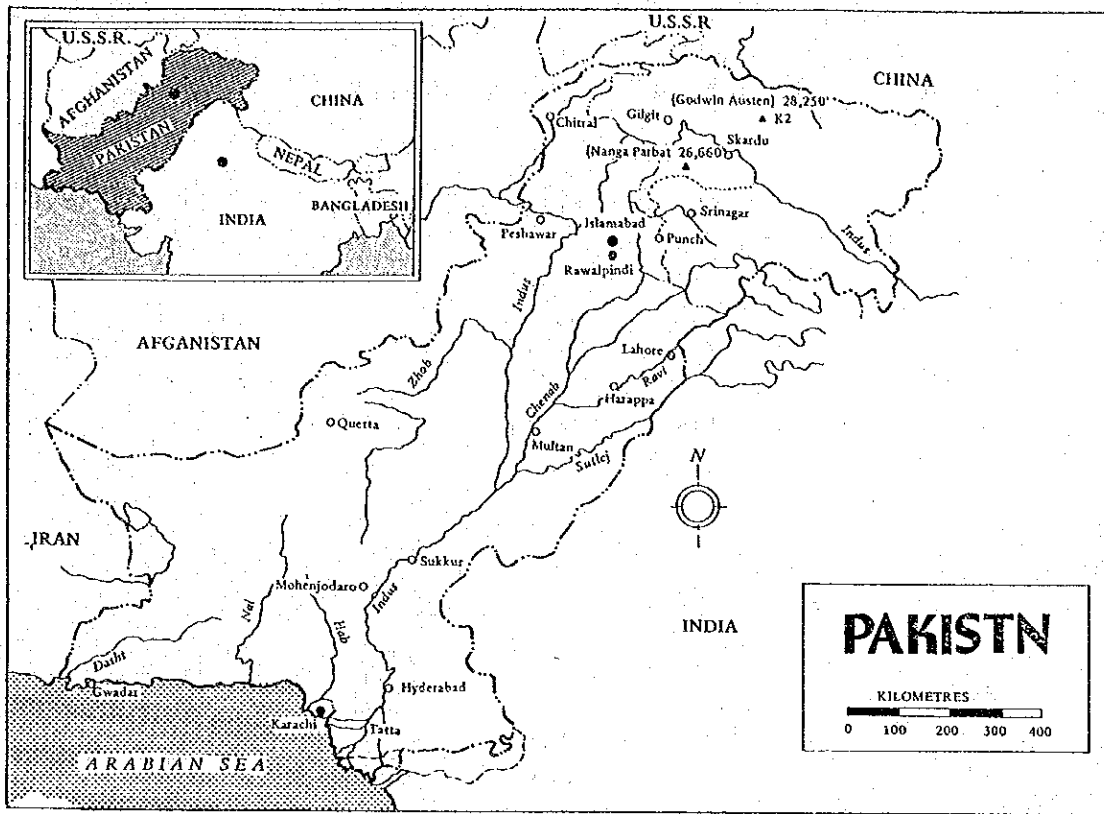 U.S.S.R.
AFGHANISTAN
PAKISTAN
CHINA
NEPAL
INDIA
BANGLADESH
U.S.S.R
CHINA
(Godwin Austen) 28,250'
K2
Chitral
Gilgit
Skardu
(Nanga Parbat 26,660)
Srinagar
Peshawar
Islamabad
Punch
Rawalpindi
Indus
Indus
AFGANISTAN
Zhob
Lahore
Ravi
Chenab
Harappa
Querta
Multan
Sutlej
N
IRAN
Sukkur
Mohenjodaro
Indus
Nal
Hab
INDIA
Dasht
Gwadar
Hyderabad
Karachi
Tatta
ARABIAN SEA
PAKISTN
KILOMETRES
0 100 200 300 400